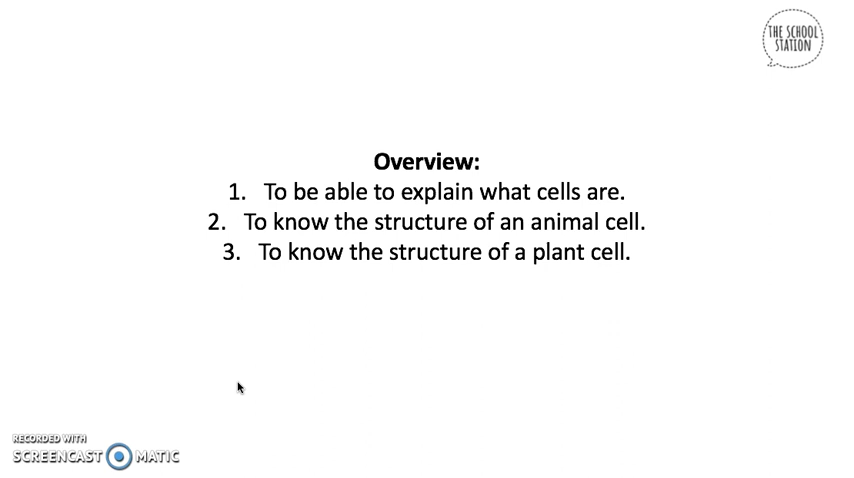 THE SCHOOL
STATION
Overview:
1. To be able to explain what cells are.
2. To know the structure of an animal cell.
3. To know the structure of a plant cell.
RECORDED WITH
SCREENCAST MATIC